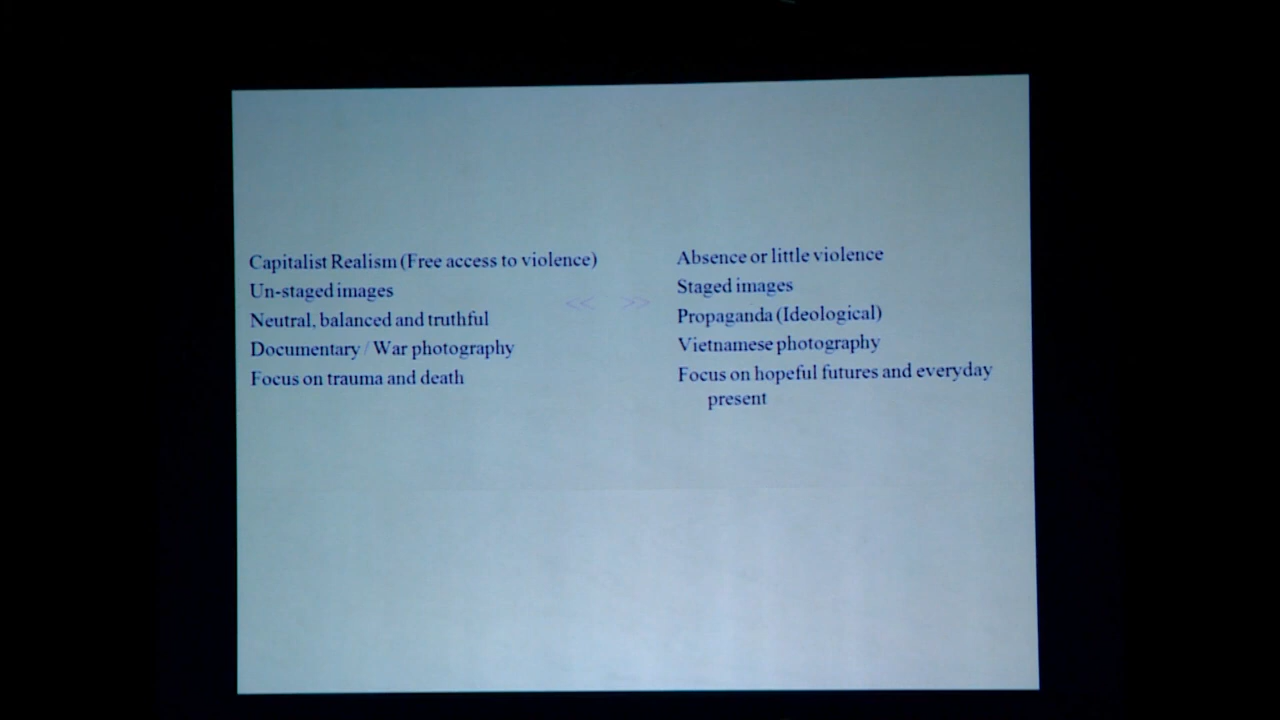 Capitalist Realism (Free access to violence)
Un-staged images
Neutral, balanced and truthful
Documentary / War photography
Focus on trauma and death
<< >>
Absence or little violence
Staged images
Propaganda (Ideological)
Vietnamese photography
Focus on hopeful futures and everyday
present